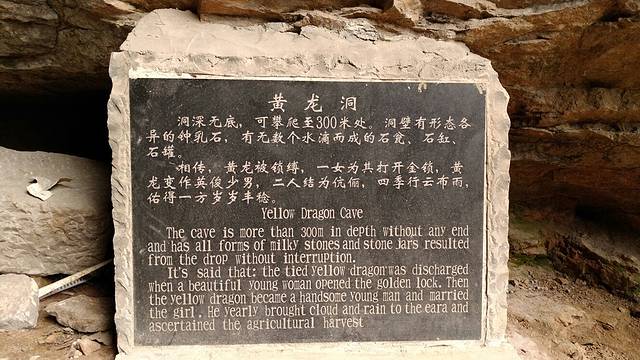 黄龙洞
洞深无底，可攀爬至300米处。洞壁有形态各
异的钟乳石，有无数个水滴而成的石瓮、石缸、
石罐。
相传，黄龙被锁缚，一女为其打开金锁，黄
龙变作英俊少男，二人结为伉俪，四季行云布雨，
佑得一方岁岁丰稔。
Yellow Dragon Cave
The cave is more than 300m in depth without any end
and has all forms of milky stones and stone jars resulted
from the drop without interruption.
It's said that: the tied yellow dragon was discharged
when a beautiful young woman opened the golden lock. Then
the yellow dragon became a handsome young man and married
the girl. He yearly brought cloud and rain to the eara and
ascertained the agricultural harvest